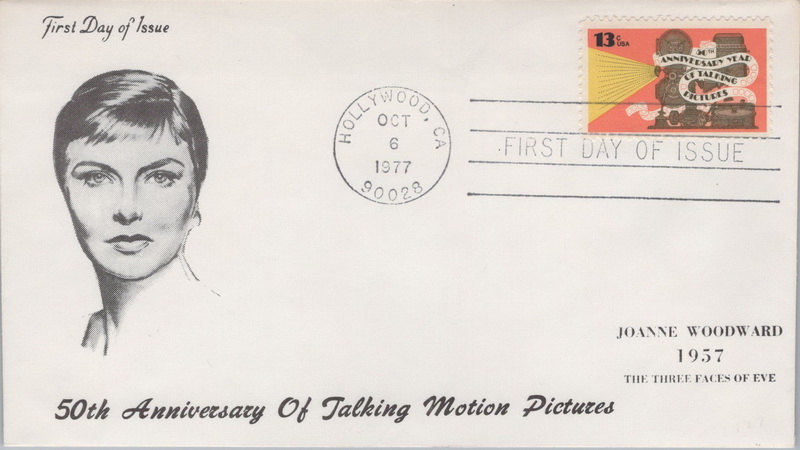 First Day of Issue
13c USA
50TH
ANNIVERSARY YEAR
OF TALKING
PICTURES
HOLLYWOOD, CA
OCT
6
1977
90028
FIRST DAY OF ISSUE
JOANNE WOODWARD
1957
THE THREE FACES OF EVE
50th Anniversary Of Talking Motion Pictures